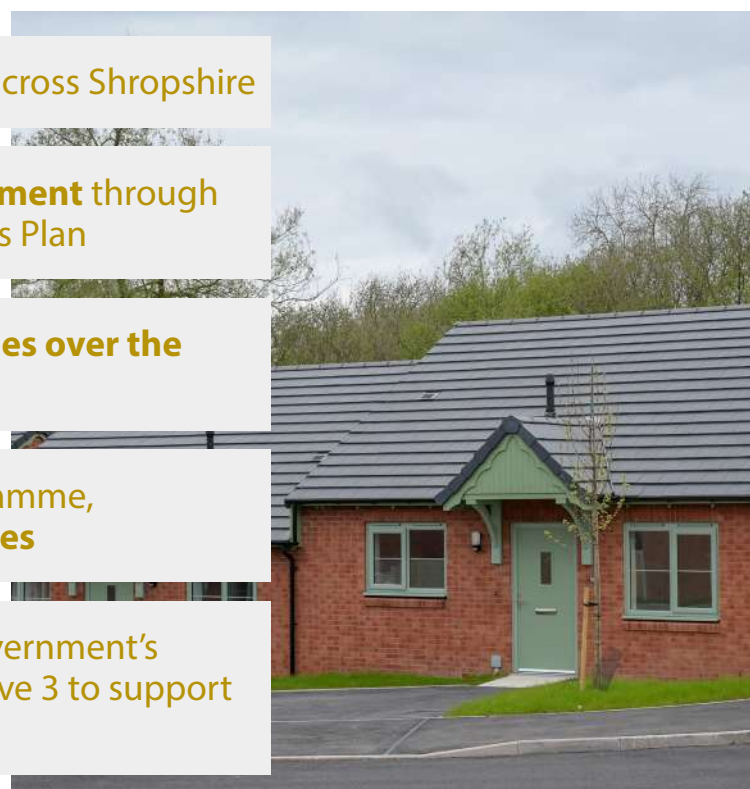 cross Shropshire
ment through
s Plan
es over the
amme,
es
vernment's
ve 3 to support